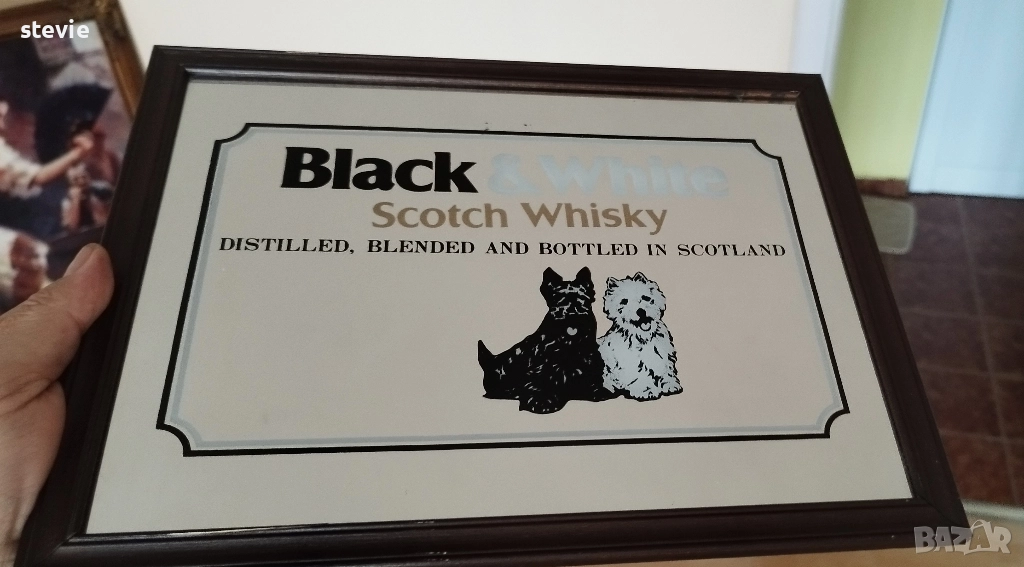 stevie
Black & White
Scotch Whisky
DISTILLED, BLENDED AND BOTTLED IN SCOTLAND
BAZAR